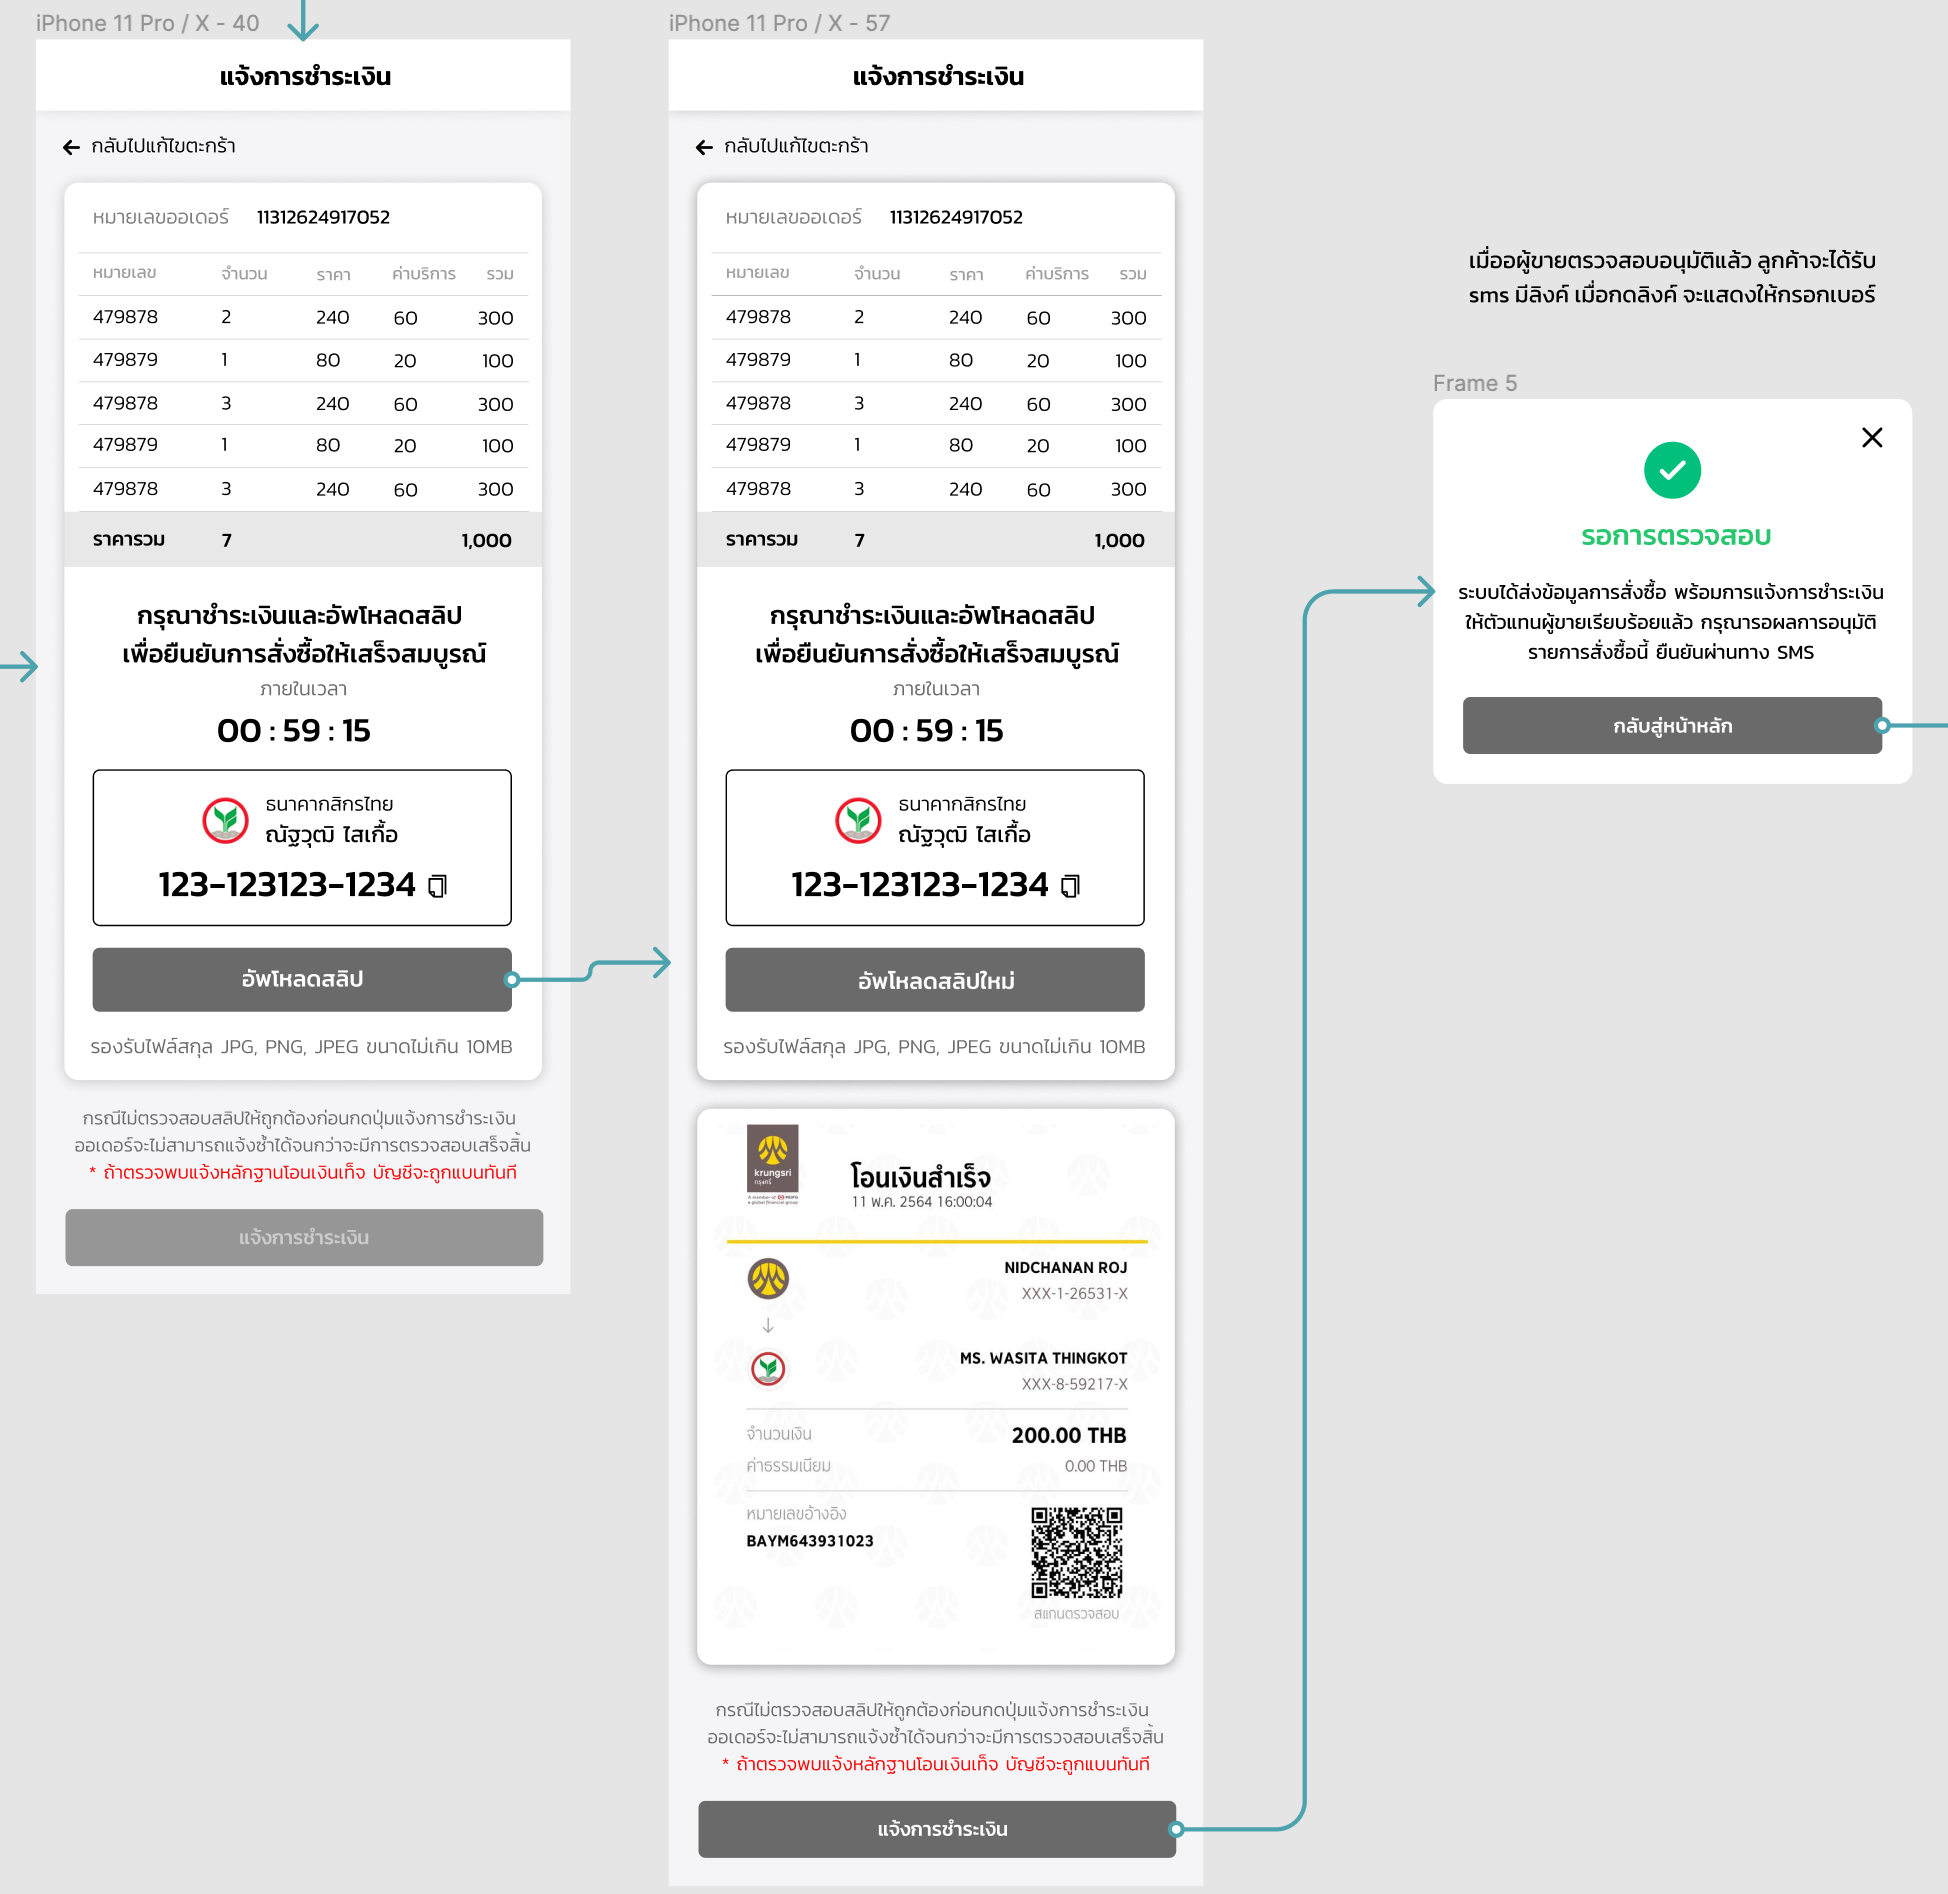 iPhone 11 Pro / X - 40
แจ้งการชำระเงิน
กลับไปแก้ไขตะกร้า
หมายเลขออเดอร์ 11312624917052
หมายเลข จำนวน ราคา ค่าบริการ รวม
479878 2 240 60 300
479879 1 80 20 100
479878 3 240 60 300
479879 1 80 20 100
479878 3 240 60 300
ราคารวม 7 1,000
กรุณาชำระเงินและอัพโหลดสลิป
เพื่อยืนยันการสั่งซื้อให้เสร็จสมบูรณ์
ภายในเวลา
00 : 59 : 15
ธนาคากสิกรไทย
ณัฐวุฒิ ไสเกื้อ
123-123123-1234
อัพโหลดสลิป
รองรับไฟล์สกุล JPG, PNG, JPEG ขนาดไม่เกิน 10MB
กรณีไม่ตรวจสอบสลิปให้ถูกต้องก่อนกดปุ่มแจ้งการชำระเงิน
ออเดอร์จะไม่สามารถแจ้งซ้ำได้จนกว่าจะมีการตรวจสอบเสร็จสิ้น
* ถ้าตรวจพบแจ้งหลักฐานโอนเงินเท็จ บัญชีจะถูกแบนทันที
แจ้งการชำระเงิน
iPhone 11 Pro / X - 57
แจ้งการชำระเงิน
กลับไปแก้ไขตะกร้า
หมายเลขออเดอร์ 11312624917052
หมายเลข จำนวน ราคา ค่าบริการ รวม
479878 2 240 60 300
479879 1 80 20 100
479878 3 240 60 300
479879 1 80 20 100
479878 3 240 60 300
ราคารวม 7 1,000
กรุณาชำระเงินและอัพโหลดสลิป
เพื่อยืนยันการสั่งซื้อให้เสร็จสมบูรณ์
ภายในเวลา
00 : 59 : 15
ธนาคากสิกรไทย
ณัฐวุฒิ ไสเกื้อ
123-123123-1234
อัพโหลดสลิปใหม่
รองรับไฟล์สกุล JPG, PNG, JPEG ขนาดไม่เกิน 10MB
krungsri
กรุงศรี
A member of MUFG
a global financial group
โอนเงินสำเร็จ
11 พ.ค. 2564 16:00:04
NIDCHANAN ROJ
XXX-1-26531-X
MS. WASITA THINGKOT
XXX-8-59217-X
จำนวนเงิน 200.00 THB
ค่าธรรมเนียม 0.00 THB
หมายเลขอ้างอิง
BAYM643931023
สแกนตรวจสอบ
กรณีไม่ตรวจสอบสลิปให้ถูกต้องก่อนกดปุ่มแจ้งการชำระเงิน
ออเดอร์จะไม่สามารถแจ้งซ้ำได้จนกว่าจะมีการตรวจสอบเสร็จสิ้น
* ถ้าตรวจพบแจ้งหลักฐานโอนเงินเท็จ บัญชีจะถูกแบนทันที
แจ้งการชำระเงิน
เมื่ออผู้ขายตรวจสอบอนุมัติแล้ว ลูกค้าจะได้รับ
sms มีลิงค์ เมื่อกดลิงค์ จะแสดงให้กรอกเบอร์
Frame 5
รอการตรวจสอบ
ระบบได้ส่งข้อมูลการสั่งซื้อ พร้อมการแจ้งการชำระเงิน
ให้ตัวแทนผู้ขายเรียบร้อยแล้ว กรุณารอผลการอนุมัติ
รายการสั่งซื้อนี้ ยืนยันผ่านทาง SMS
กลับสู่หน้าหลัก